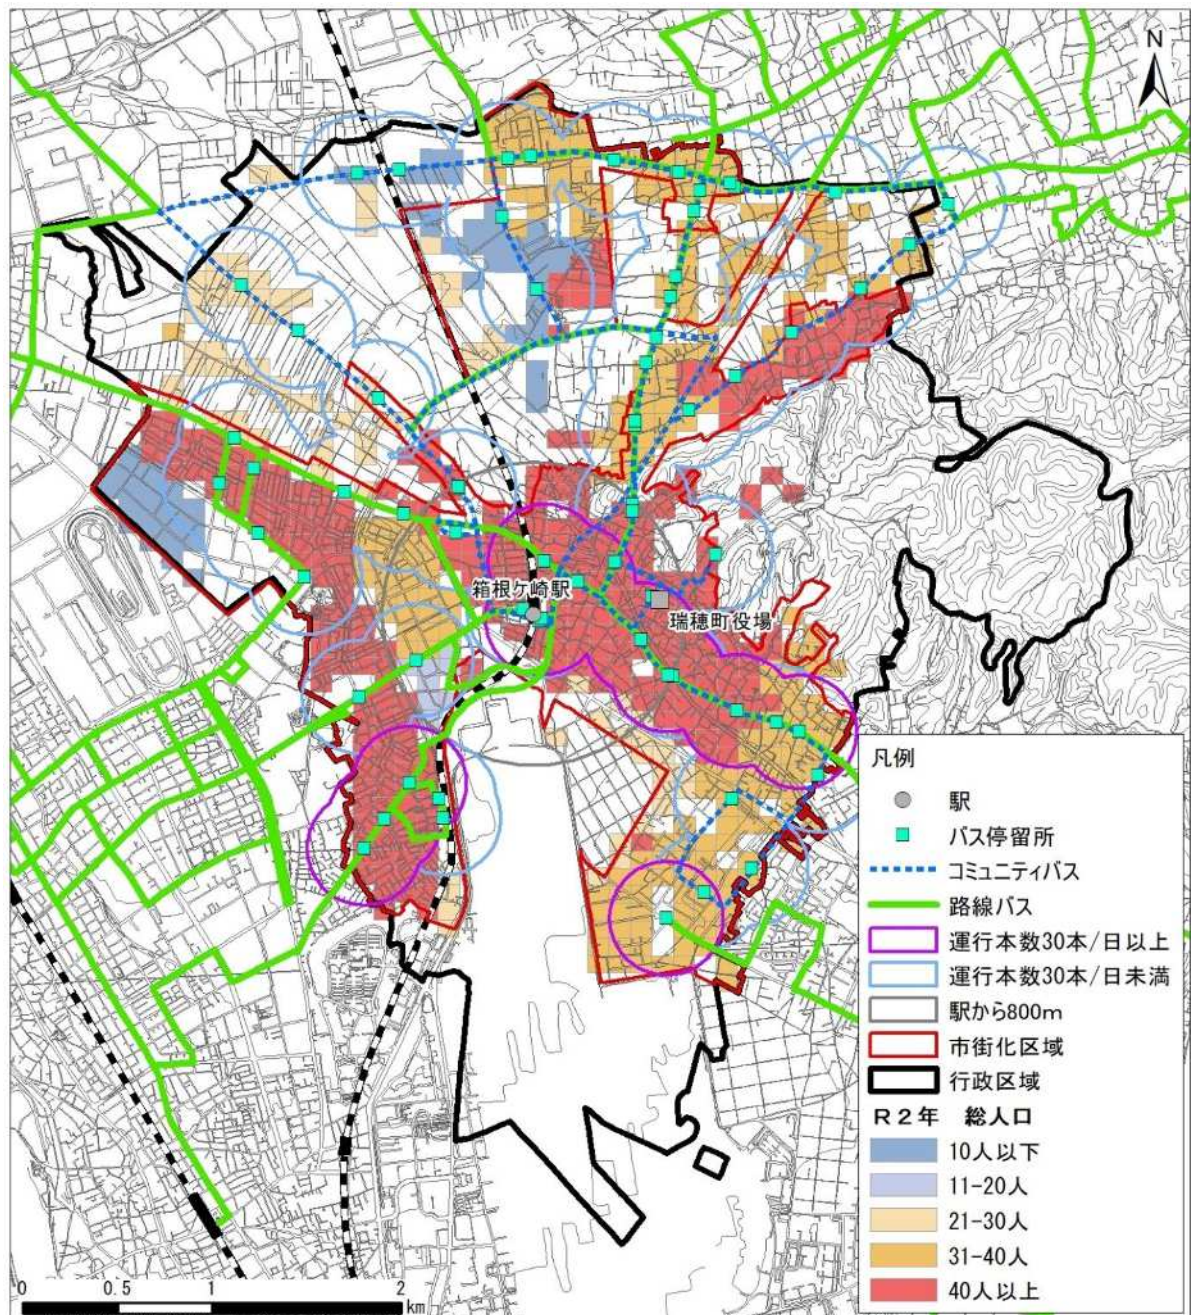 N
箱根ケ崎駅
瑞穂町役場
凡例
駅
バス停留所
コミュニティバス
路線バス
運行本数30本/日以上
運行本数30本/日未満
駅から800m
市街化区域
行政区域
R2年 総人口
10人以下
11-20人
21-30人
31-40人
40人以上
0 0.5 1 2
km